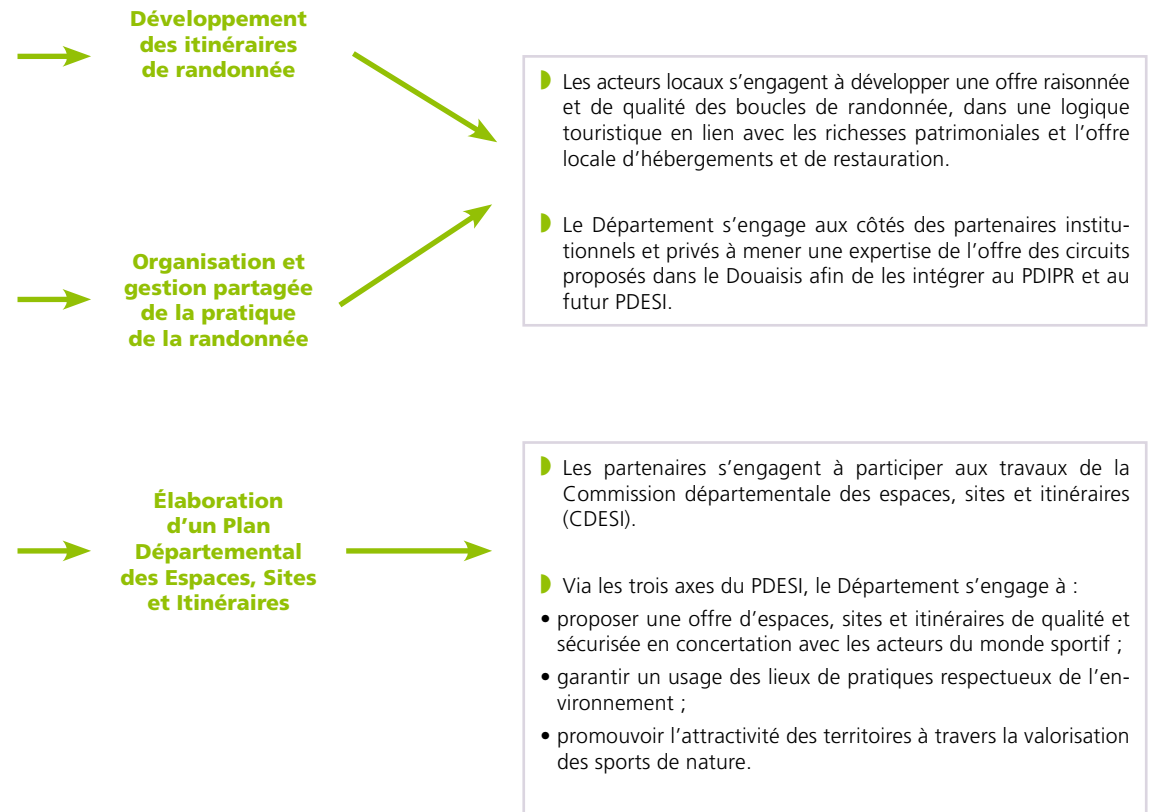 Développement
des itinéraires
de randonnée
Les acteurs locaux s'engagent à développer une offre raisonnée
et de qualité des boucles de randonnée, dans une logique
touristique en lien avec les richesses patrimoniales et l'offre
locale d'hébergements et de restauration.
Le Département s'engage aux côtés des partenaires institu-
tionnels et privés à mener une expertise de l'offre des circuits
proposés dans le Douaisis afin de les intégrer au PDIPR et au
futur PDESI.
Organisation et
gestion partagée
de la pratique
de la randonnée
Élaboration
d'un Plan
Départemental
des Espaces, Sites
et Itinéraires
Les partenaires s'engagent à participer aux travaux de la
Commission départementale des espaces, sites et itinéraires
(CDESI).
Via les trois axes du PDESI, le Département s'engage à :
• proposer une offre d'espaces, sites et itinéraires de qualité et
sécurisée en concertation avec les acteurs du monde sportif ;
• garantir un usage des lieux de pratiques respectueux de l'en-
vironnement ;
• promouvoir l'attractivité des territoires à travers la valorisation
des sports de nature.